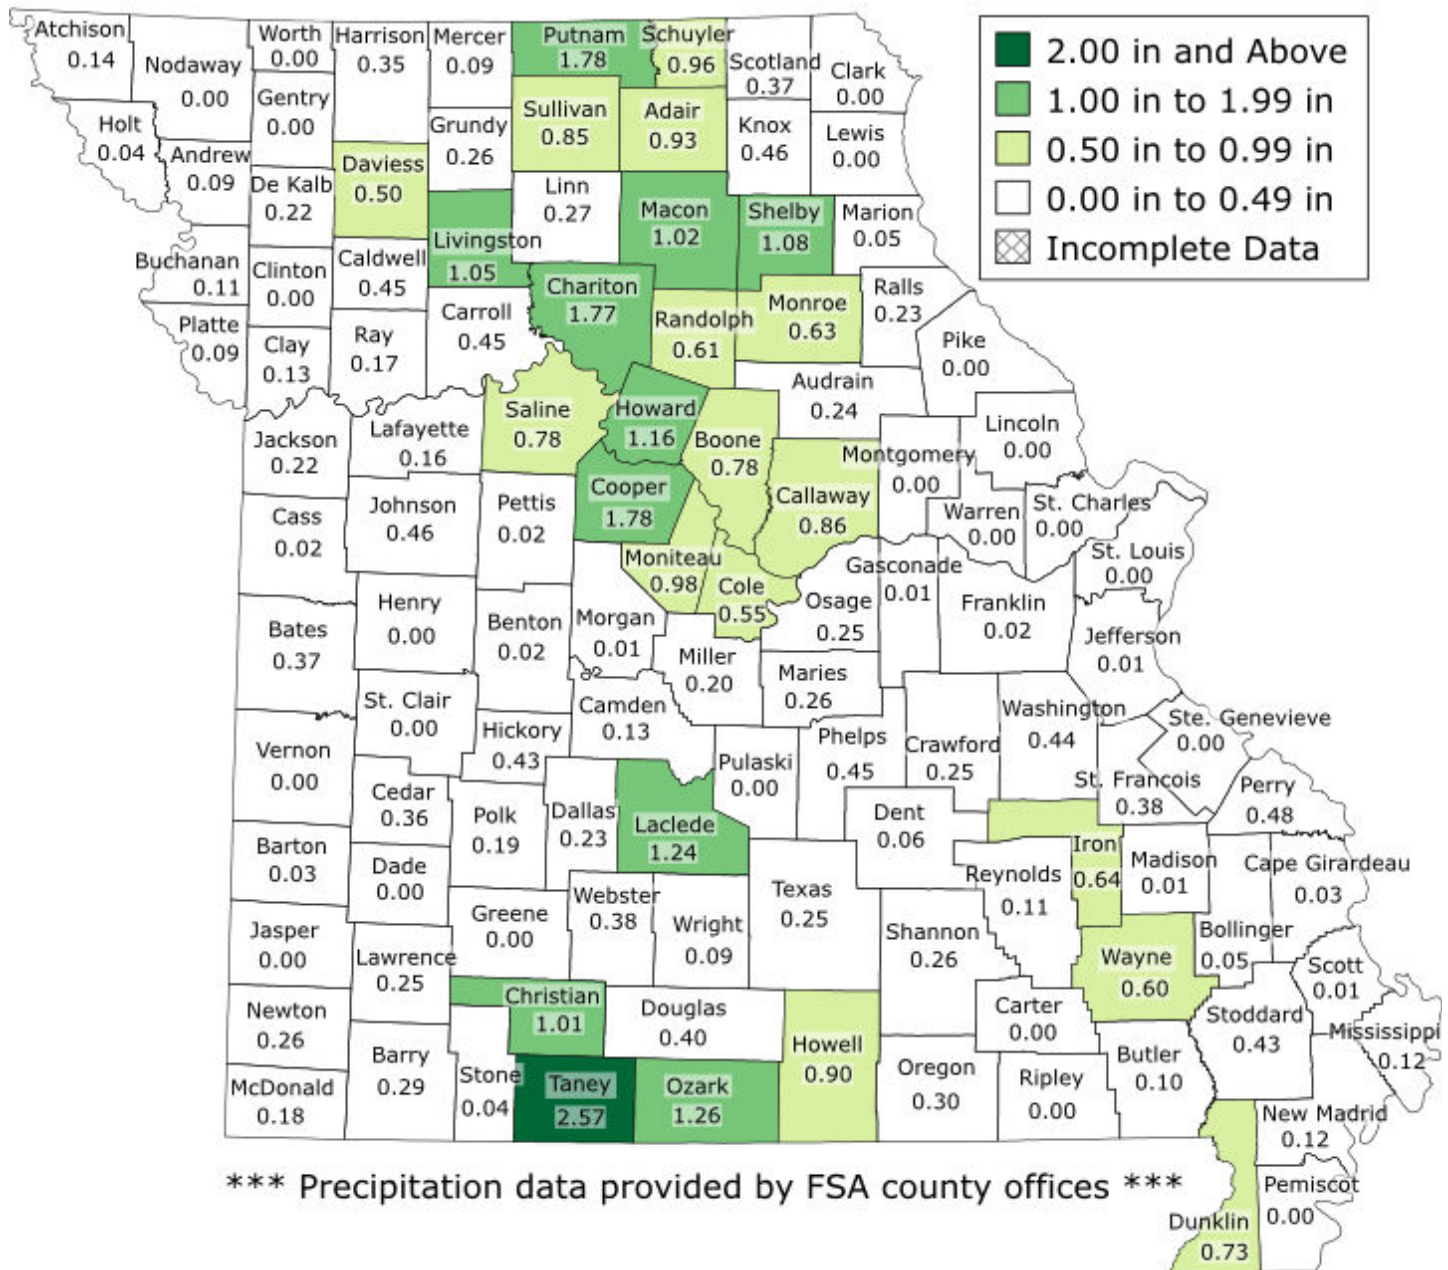 Atchison
0.14
Nodaway
0.00
Worth
0.00
Harrison
0.35
Mercer
0.09
Putnam
1.78
Schuyler
0.96
Scotland
0.37
Clark
0.00
2.00 in and Above
1.00 in to 1.99 in
0.50 in to 0.99 in
0.00 in to 0.49 in
Incomplete Data
Holt
0.04
Andrew
0.09
Gentry
0.00
De Kalb
0.22
Daviess
0.50
Grundy
0.26
Sullivan
0.85
Adair
0.93
Knox
0.46
Lewis
0.00
Linn
0.27
Macon
1.02
Shelby
1.08
Marion
0.05
Buchanan
0.11
Clinton
0.00
Caldwell
0.45
Livingston
1.05
Chariton
1.77
Randolph
0.61
Monroe
0.63
Ralls
0.23
Platte
0.09
Clay
0.13
Ray
0.17
Carroll
0.45
Pike
0.00
Audrain
0.24
Jackson
0.22
Lafayette
0.16
Saline
0.78
Howard
1.16
Boone
0.78
Callaway
0.86
Montgomery
0.00
Lincoln
0.00
Warren
0.00
St. Charles
0.00
St. Louis
0.00
Cass
0.02
Johnson
0.46
Pettis
0.02
Cooper
1.78
Moniteau
0.98
Cole
0.55
Osage
0.25
Gasconade
0.01
Franklin
0.02
Jefferson
0.01
Bates
0.37
Henry
0.00
Benton
0.02
Morgan
0.01
Miller
0.20
Maries
0.26
St. Clair
0.00
Hickory
0.43
Camden
0.13
Pulaski
0.00
Phelps
0.45
Crawford
0.25
Washington
0.44
Ste. Genevieve
0.00
St. Francois
0.38
Perry
0.48
Vernon
0.00
Cedar
0.36
Polk
0.19
Dallas
0.23
Laclede
1.24
Dent
0.06
Iron
0.64
Madison
0.01
Cape Girardeau
0.03
Barton
0.03
Dade
0.00
Greene
0.00
Webster
0.38
Wright
0.09
Texas
0.25
Reynolds
0.11
Shannon
0.26
Wayne
0.60
Bollinger
0.05
Scott
0.01
Jasper
0.00
Lawrence
0.25
Christian
1.01
Douglas
0.40
Howell
0.90
Carter
0.00
Stoddard
0.43
Mississippi
0.12
Newton
0.26
Barry
0.29
Stone
0.04
Taney
2.57
Ozark
1.26
Oregon
0.30
Ripley
0.00
Butler
0.10
McDonald
0.18
New Madrid
0.12
Pemiscot
0.00
Dunklin
0.73
*** Precipitation data provided by FSA county offices ***